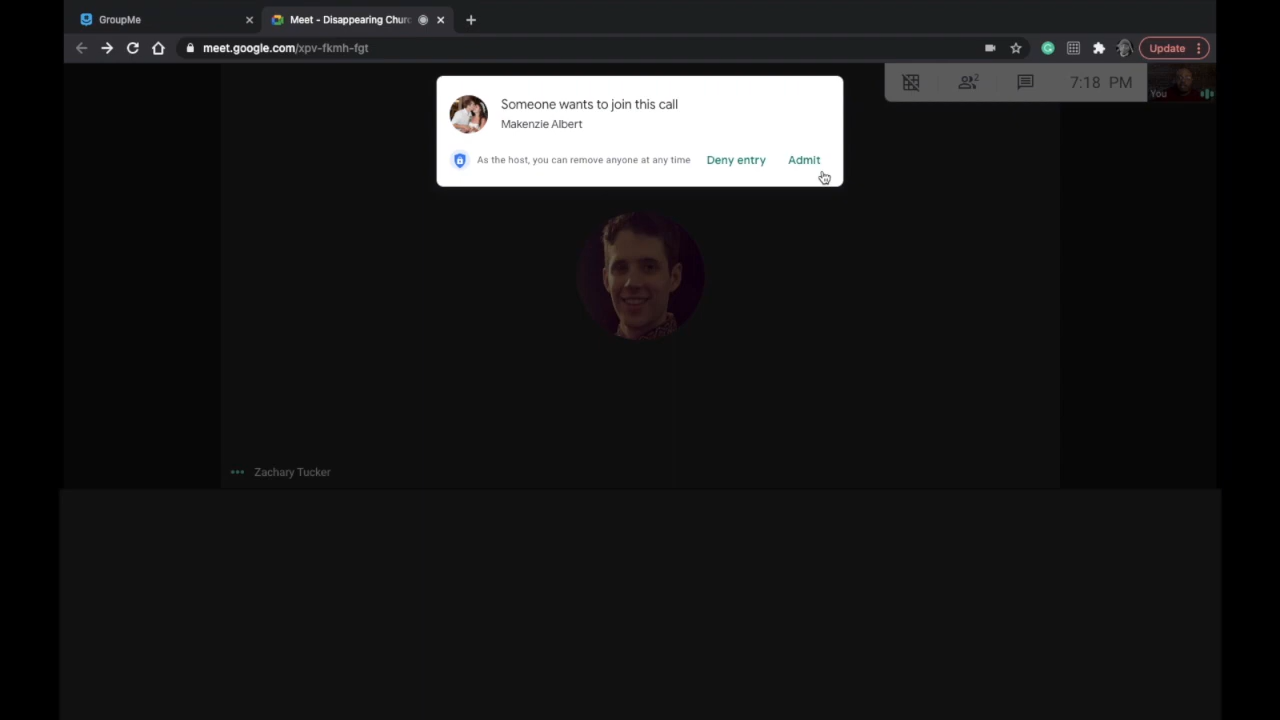 GroupMe
Meet - Disappearing Churc
meet.google.com/xpv-fkmh-fgt
Update
Someone wants to join this call
Makenzie Albert
As the host, you can remove anyone at any time
Deny entry
Admit
2
7:18 PM
You
Zachary Tucker